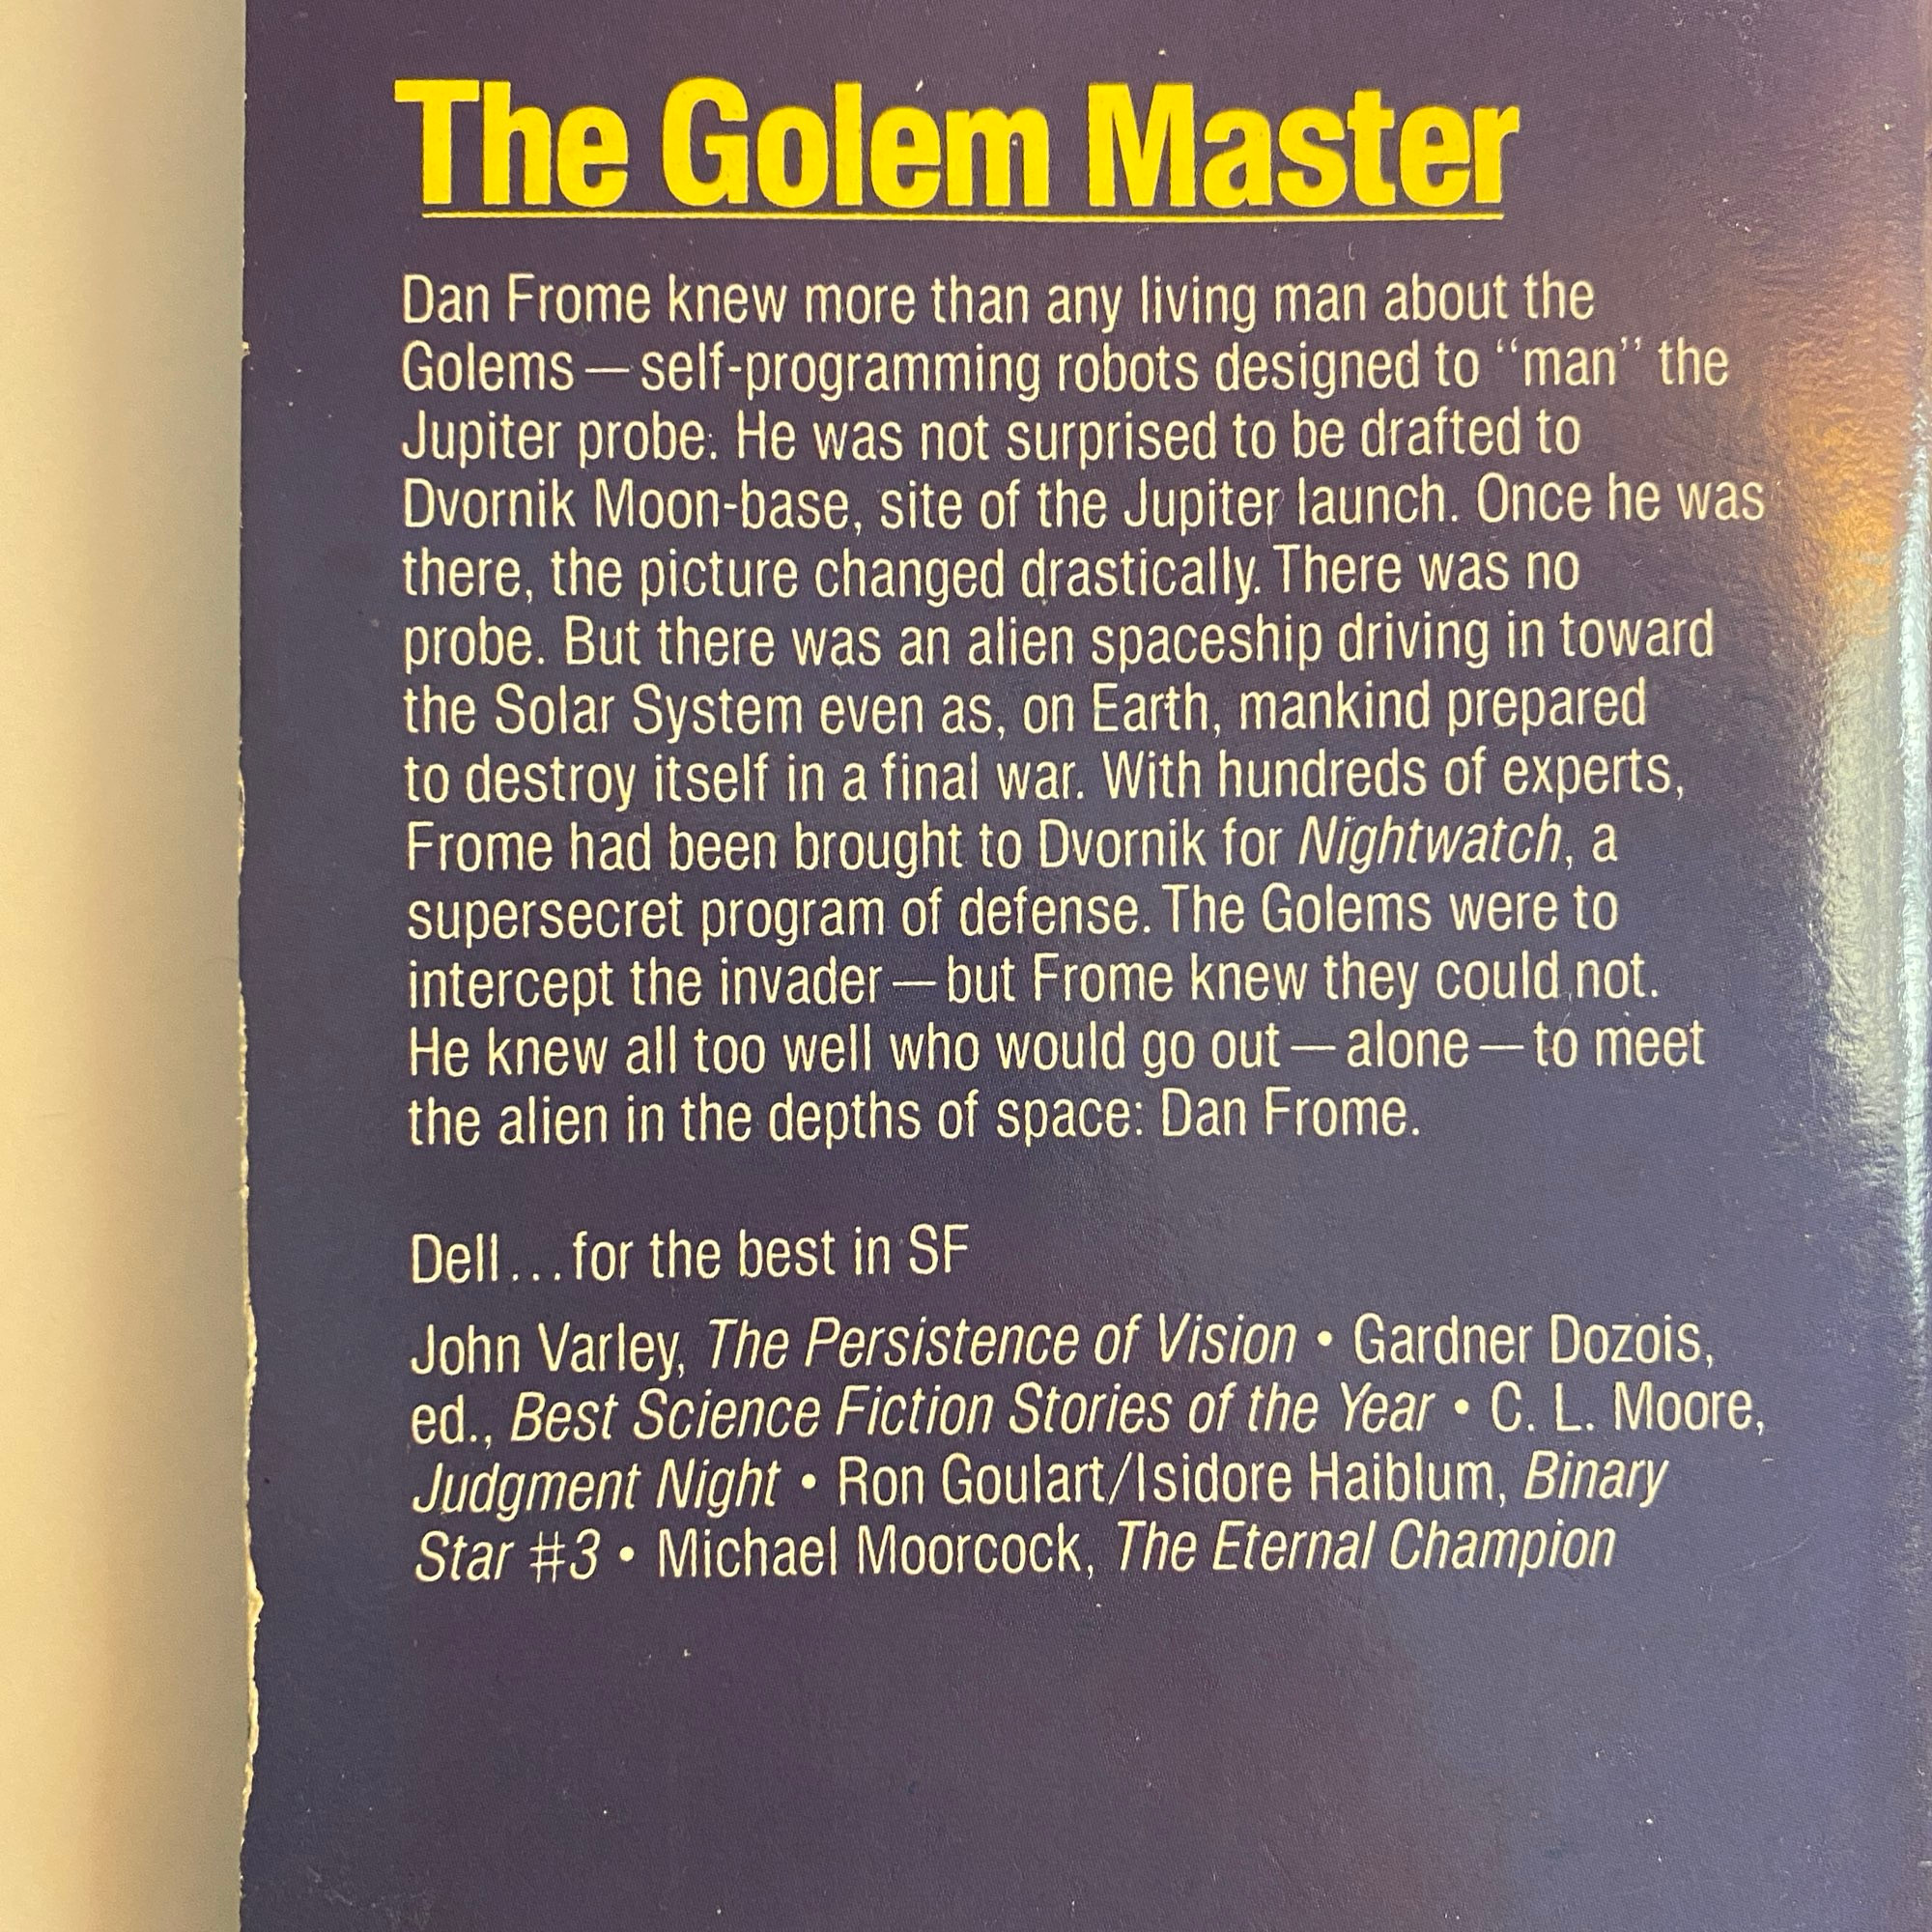 The Golem Master
Dan Frome knew more than any living man about the
Golems — self-programming robots designed to “man” the
Jupiter probe. He was not surprised to be drafted to
Dvornik Moon-base, site of the Jupiter launch. Once he was
there, the picture changed drastically. There was no
probe. But there was an alien spaceship driving in toward
the Solar System even as, on Earth, mankind prepared
to destroy itself in a final war. With hundreds of experts,
Frome had been brought to Dvornik for Nightwatch, a
supersecret program of defense. The Golems were to
intercept the invader — but Frome knew they could not.
He knew all too well who would go out — alone — to meet
the alien in the depths of space: Dan Frome.
Dell...for the best in SF
John Varley, The Persistence of Vision • Gardner Dozois,
ed., Best Science Fiction Stories of the Year • C. L. Moore,
Judgment Night • Ron Goulart/Isidore Haiblum, Binary
Star #3 • Michael Moorcock, The Eternal Champion